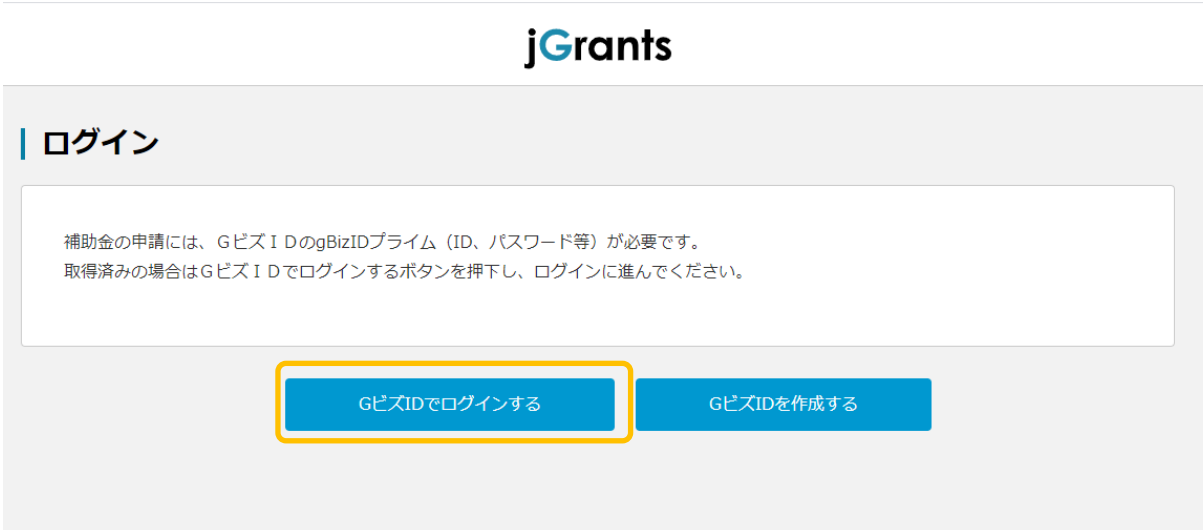 jGrants
ログイン
補助金の申請には、GビズIDのgBizIDプライム（ID、パスワード等）が必要です。
取得済みの場合はGビズIDでログインするボタンを押下し、ログインに進んでください。
GビズIDでログインする
GビズIDを作成する